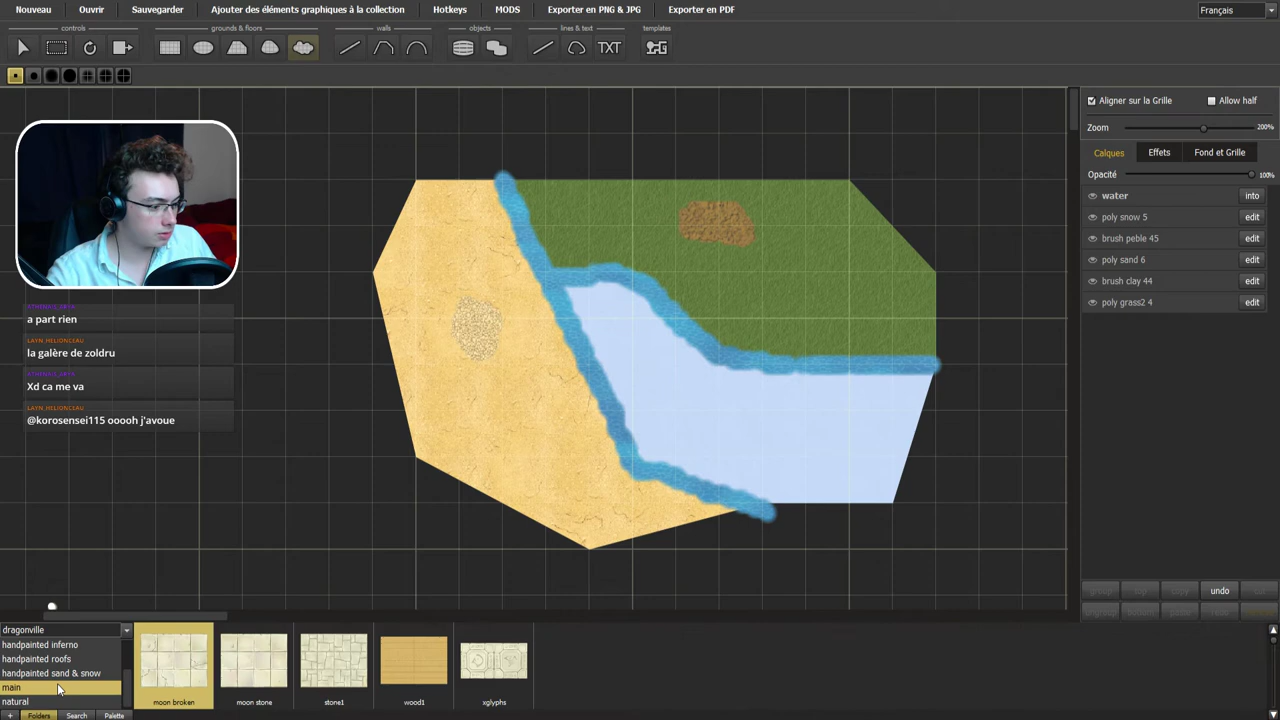 Nouveau
Ouvrir
Sauvegarder
Ajouter des éléments graphiques à la collection
Hotkeys
MODS
Exporter en PNG & JPG
Exporter en PDF
Français
controls
grounds & floors
walls
objects
lines & text
templates
TXT
Aligner sur la Grille
Allow half
Zoom
200%
Calques
Effets
Fond et Grille
Opacité
100%
water
into
poly snow 5
edit
brush peble 45
edit
poly sand 6
edit
brush clay 44
edit
poly grass2 4
edit
a part rien
LAYN_HELIONCEAU
la galère de zoldru
Xd ca me va
LAYN_HELIONCEAU
@korosensei115 ooooh j'avoue
undo
dragonville
handpainted inferno
handpainted roofs
handpainted sand & snow
main
natural
moon broken
moon stone
stone1
wood1
xglyphs
+
Folders
Search
Palette